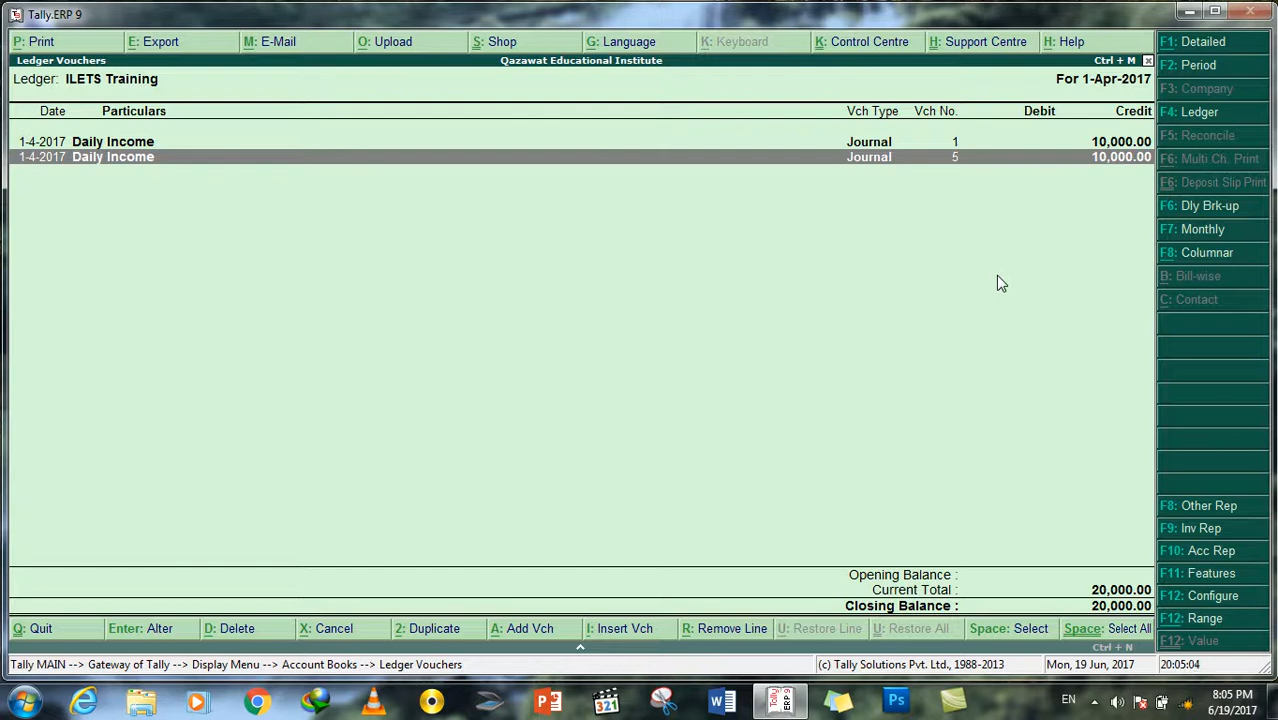 Tally.ERP 9
P: Print E: Export M: E-Mail O: Upload S: Shop G: Language K: Keyboard K: Control Centre H: Support Centre H: Help
Ledger Vouchers Qazawat Educational Institute Ctrl + M x
Ledger: ILETS Training For 1-Apr-2017
Date Particulars Vch Type Vch No. Debit Credit
1-4-2017 Daily Income Journal 1 10,000.00
1-4-2017 Daily Income Journal 5 10,000.00
Opening Balance :
Current Total : 20,000.00
Closing Balance : 20,000.00
Q: Quit Enter: Alter D: Delete X: Cancel 2: Duplicate A: Add Vch I: Insert Vch R: Remove Line U: Restore Line U: Restore All Space: Select Space: Select All
Ctrl + N
Tally MAIN --> Gateway of Tally --> Display Menu --> Account Books --> Ledger Vouchers (c) Tally Solutions Pvt. Ltd., 1988-2013 Mon, 19 Jun, 2017 20:05:04
F1: Detailed
F2: Period
F3: Company
F4: Ledger
F5: Reconcile
F6: Multi Ch. Print
F6: Deposit Slip Print
F6: Dly Brk-up
F7: Monthly
F8: Columnar
B: Bill-wise
C: Contact
F8: Other Rep
F9: Inv Rep
F10: Acc Rep
F11: Features
F12: Configure
F12: Range
F12: Value
321
Tally
ERP 9
Ps
EN
8:05 PM
6/19/2017